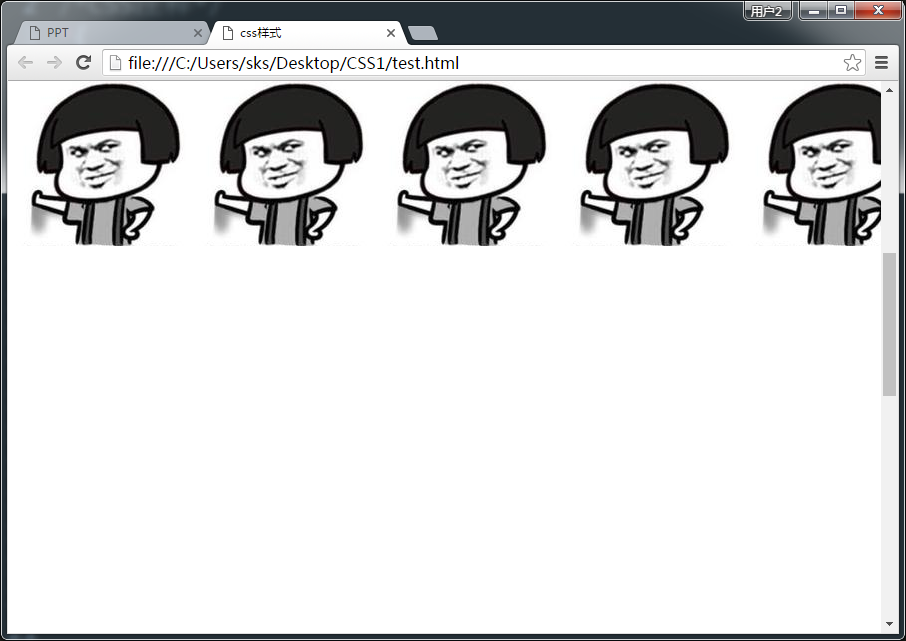 用户2
PPT
css样式
file:///C:/Users/sks/Desktop/CSS1/test.html